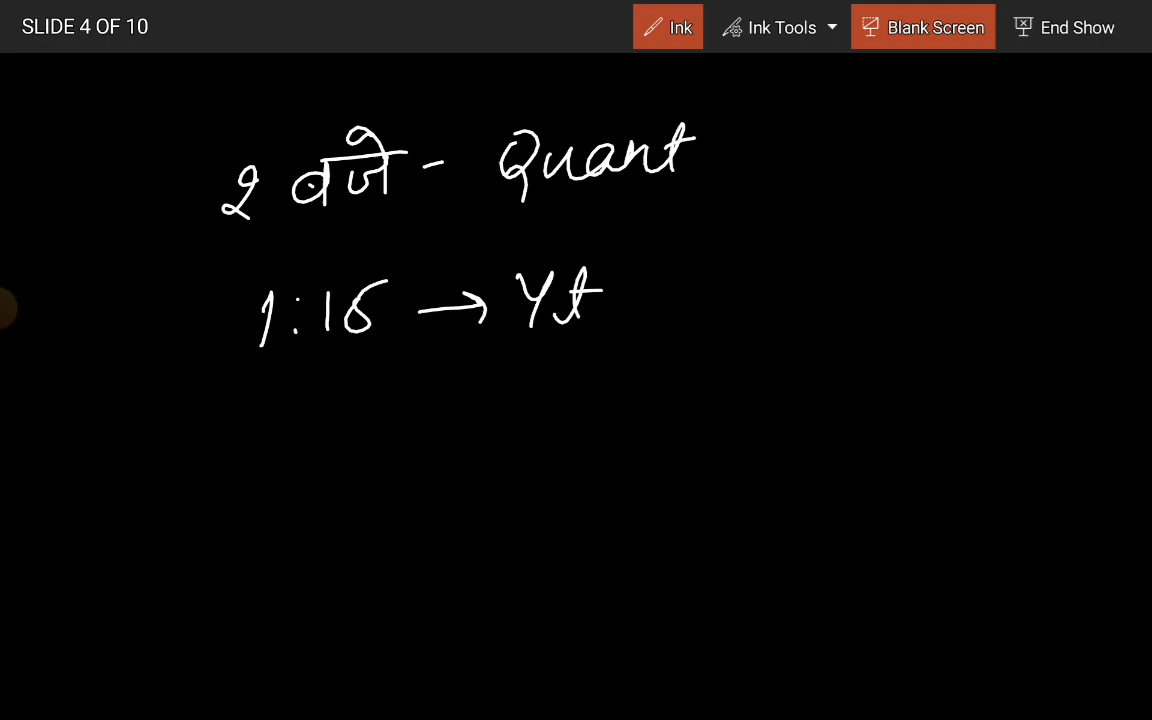 SLIDE 4 OF 10 Ink Ink Tools Blank Screen End Show
2 बजे - Quant
1:15 → Yt